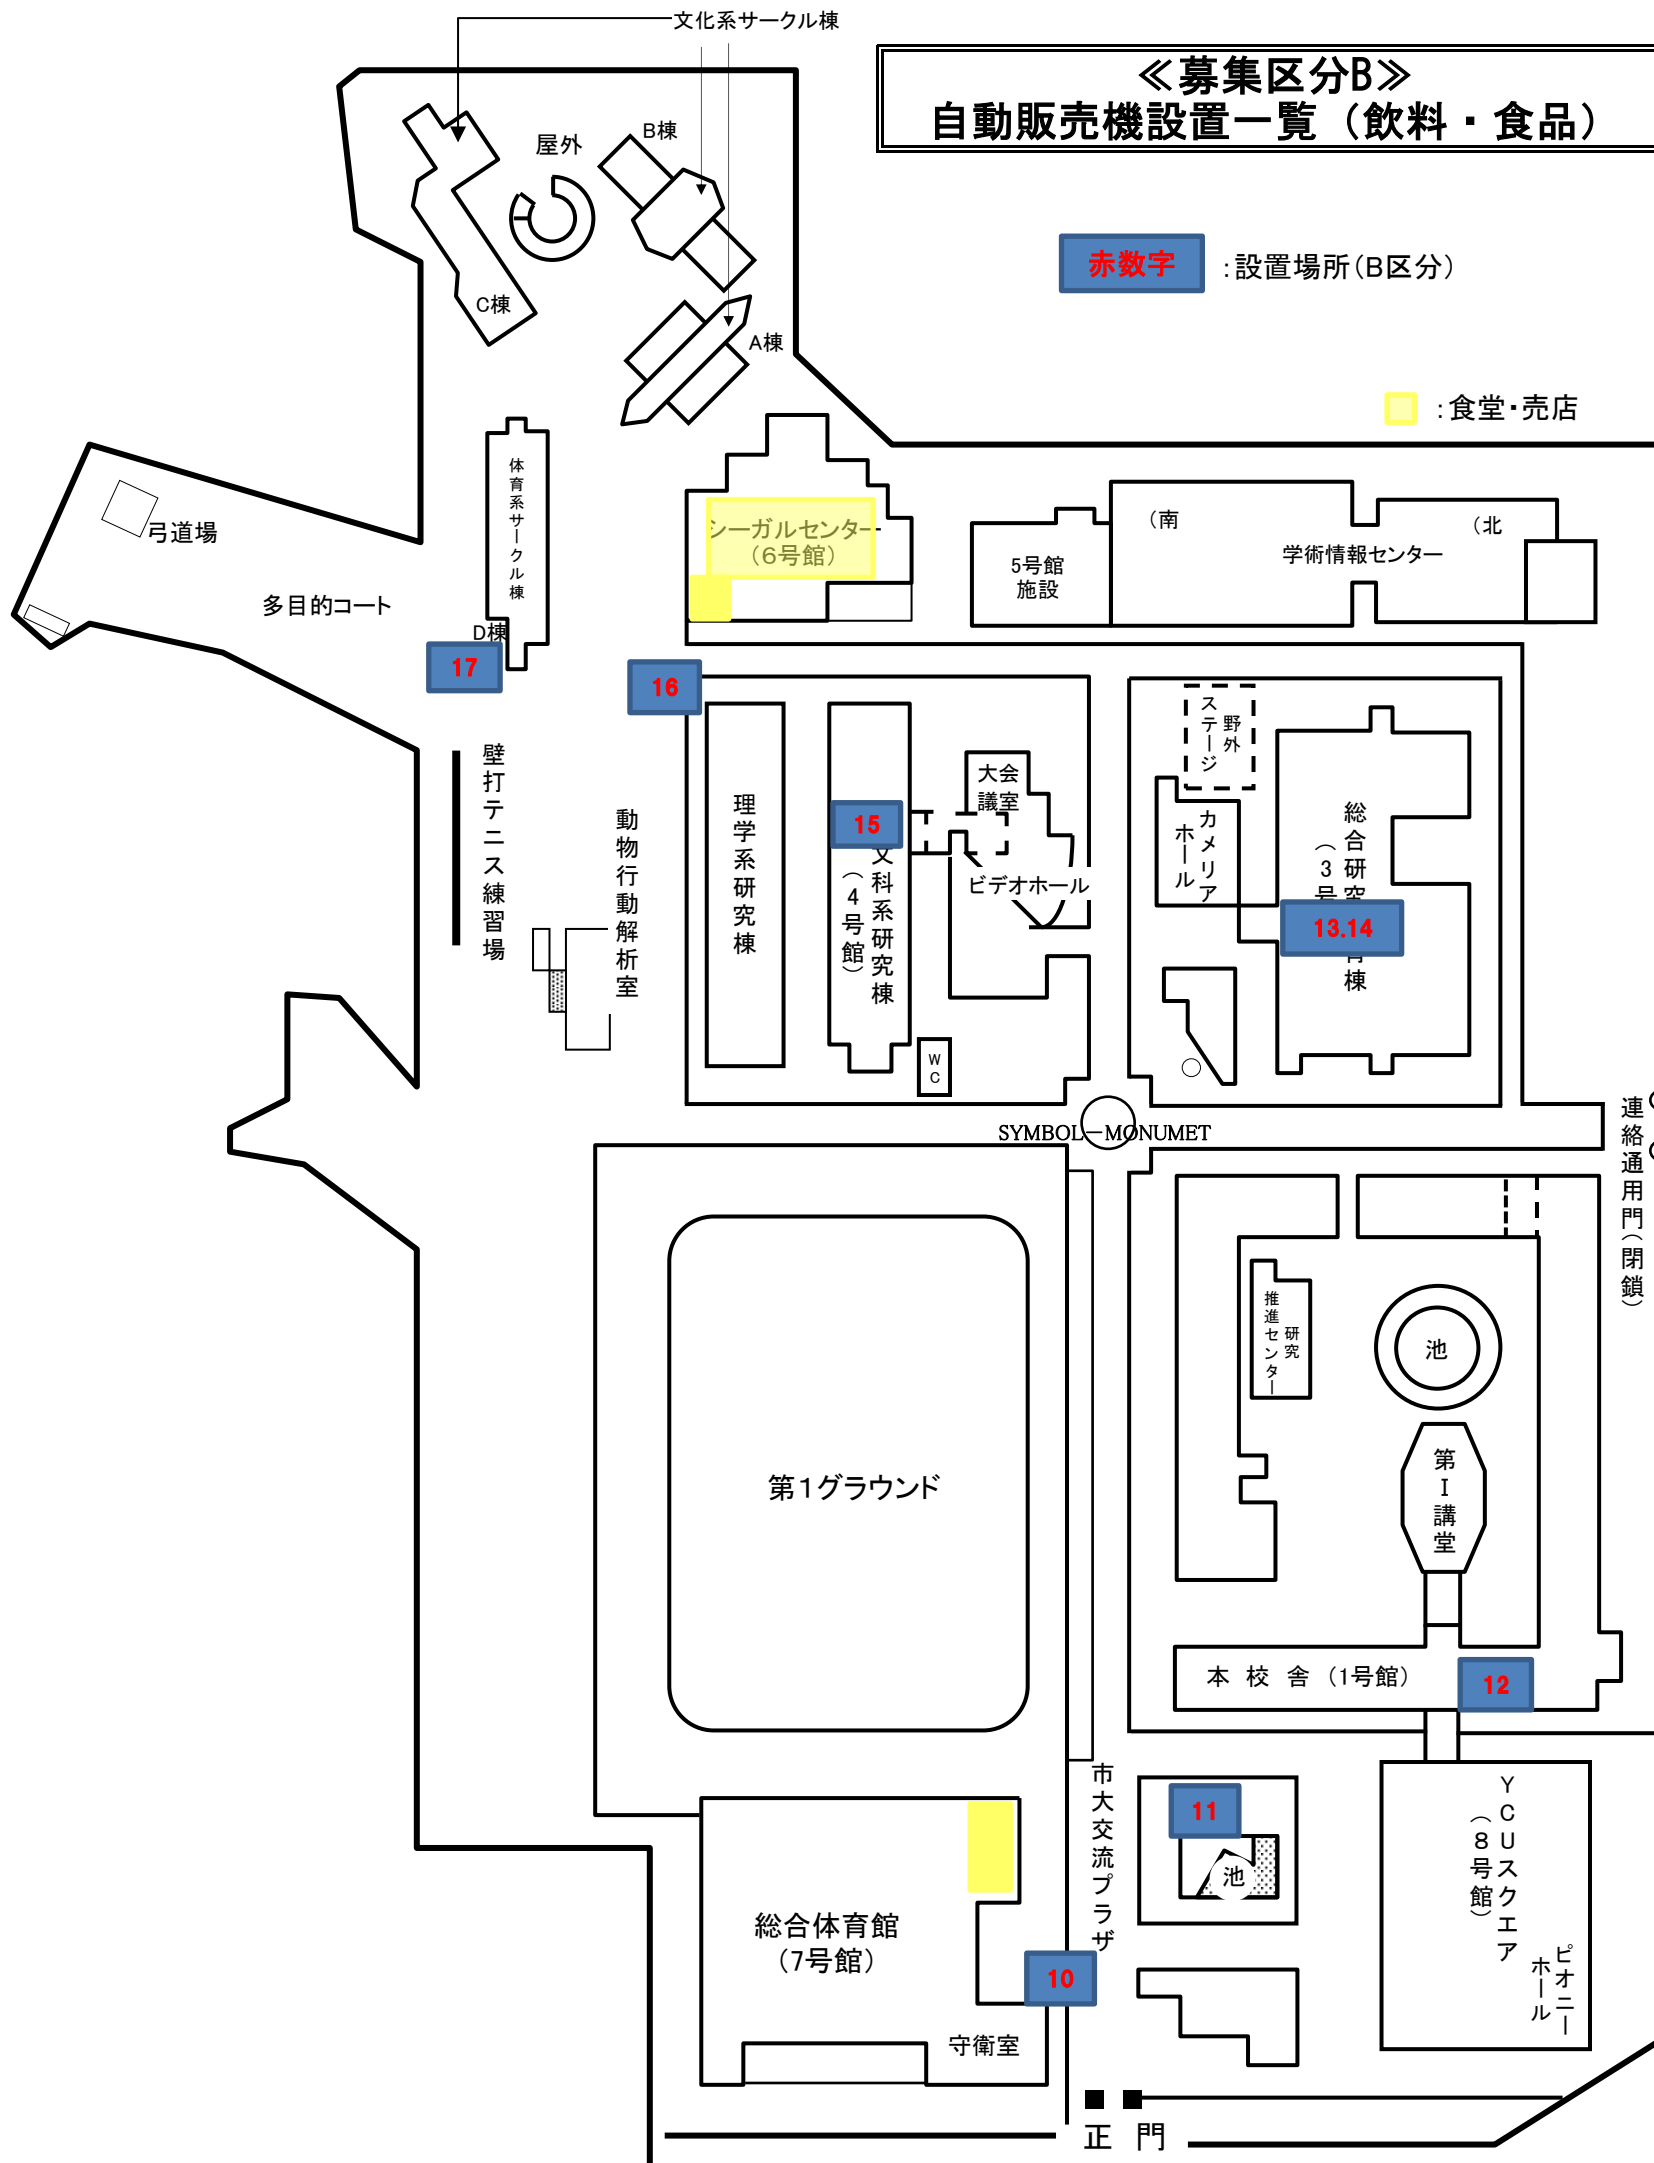 文化系サークル棟
≪募集区分B≫
自動販売機設置一覧（飲料・食品）
屋外
B棟
赤数字
：設置場所（B区分）
C棟
A棟
：食堂・売店
弓道場
多目的コート
体育系サークル棟
D棟
シーガルセンター
（6号館）
5号館
施設
（南
（北
学術情報センター
17
16
壁打テニス練習場
動物行動解析室
理学系研究棟
15
文科系研究棟
（4号館）
大会
議室
ビデオホール
WC
野外
ステージ
カメリア
ホール
総合研究
（3号
棟
13.14
SYMBOL－MONUMET
連絡通用門（閉鎖）
研究
推進センター
池
第1グラウンド
第Ⅰ講堂
本 校 舎 （1号館）
12
市大交流プラザ
11
池
YCUスクエア
（8号館）
ピオニー
ホール
総合体育館
（7号館）
10
守衛室
正 門